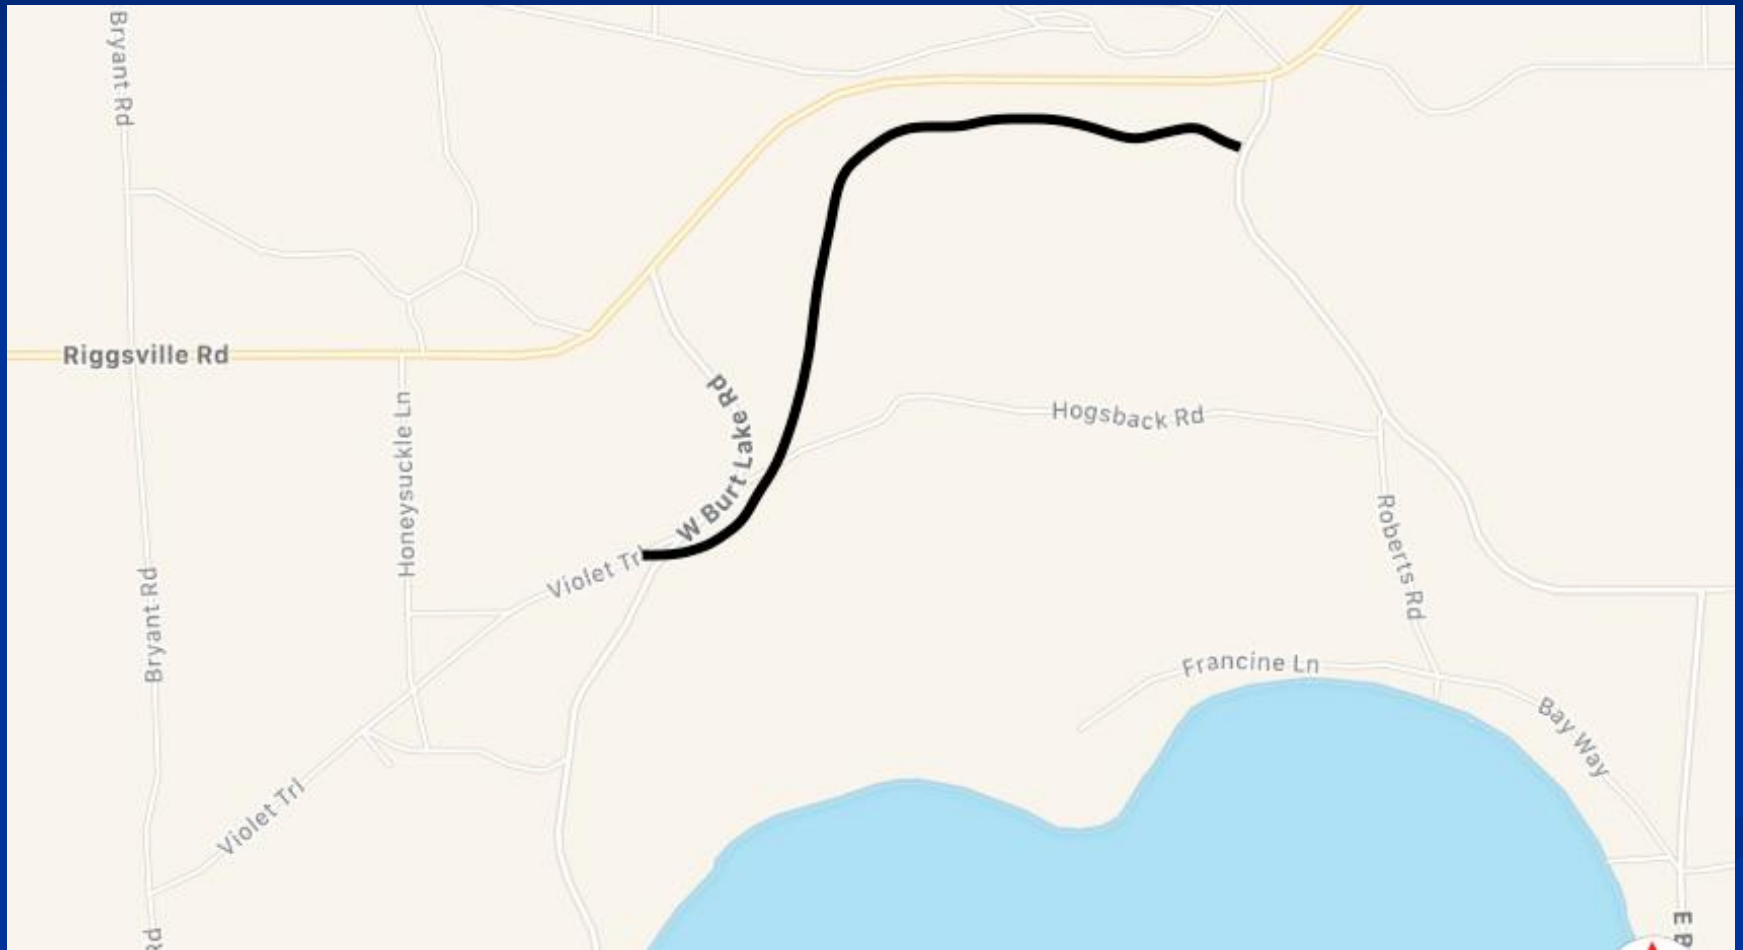 Bryant Rd
Riggsville Rd
W Burt Lake Rd
Honeysuckle Ln
Hogsback Rd
Violet Trl
Roberts Rd
Bryant Rd
Francine Ln
Bay Way
Violet Trl
Rd
E